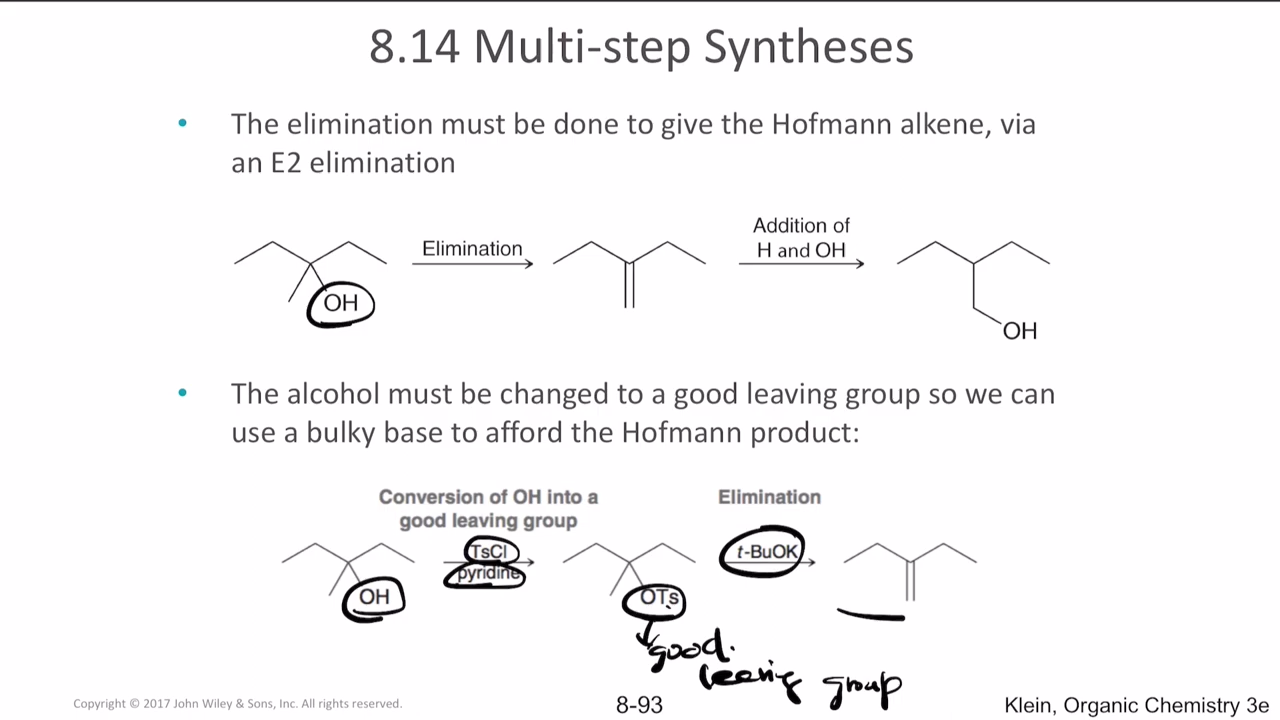 8.14 Multi-step Syntheses
• The elimination must be done to give the Hofmann alkene, via
an E2 elimination
Elimination
Addition of
H and OH
OH
OH
• The alcohol must be changed to a good leaving group so we can
use a bulky base to afford the Hofmann product:
Conversion of OH into a
good leaving group
Elimination
TsCl
pyridine
t-BuOK
OH
OTs
good.
leaving group
Copyright © 2017 John Wiley & Sons, Inc. All rights reserved.
8-93
Klein, Organic Chemistry 3e